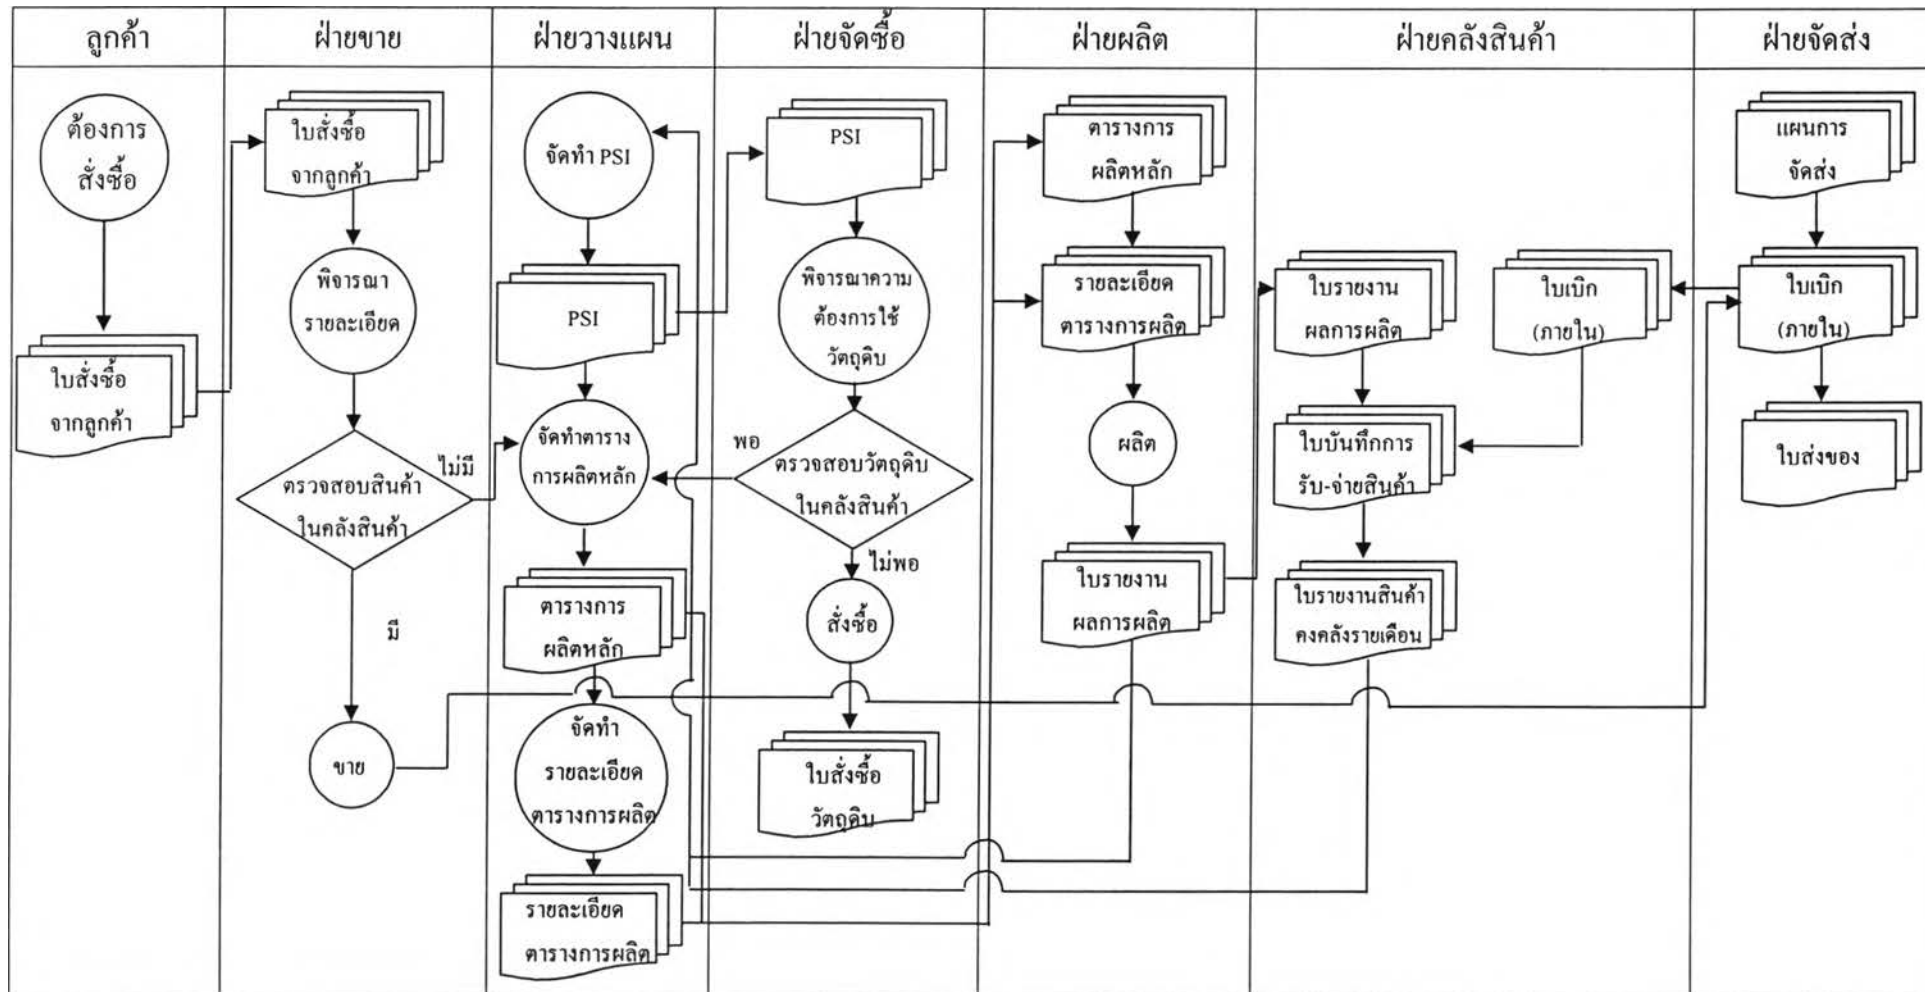 ลูกค้า
ฝ่ายขาย
ฝ่ายวางแผน
ฝ่ายจัดซื้อ
ฝ่ายผลิต
ฝ่ายคลังสินค้า
ฝ่ายจัดส่ง
ต้องการ
สั่งซื้อ
ใบสั่งซื้อ
จากลูกค้า
ใบสั่งซื้อ
จากลูกค้า
พิจารณา
รายละเอียด
ตรวจสอบสินค้า
ในคลังสินค้า
ไม่มี
มี
ขาย
จัดทำ PSI
PSI
จัดทำตาราง
การผลิตหลัก
ตารางการ
ผลิตหลัก
จัดทำ
รายละเอียด
ตารางการผลิต
รายละเอียด
ตารางการผลิต
PSI
พิจารณาความ
ต้องการใช้
วัตถุดิบ
พอ
ตรวจสอบวัตถุดิบ
ในคลังสินค้า
ไม่พอ
สั่งซื้อ
ใบสั่งซื้อ
วัตถุดิบ
ตารางการ
ผลิตหลัก
รายละเอียด
ตารางการผลิต
ผลิต
ใบรายงาน
ผลการผลิต
ใบรายงาน
ผลการผลิต
ใบเบิก
(ภายใน)
ใบบันทึกการ
รับ-จ่ายสินค้า
ใบรายงานสินค้า
คงคลังรายเดือน
แผนการ
จัดส่ง
ใบเบิก
(ภายใน)
ใบส่งของ